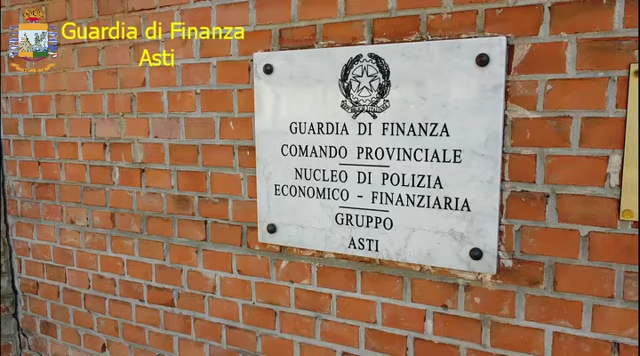 Guardia di Finanza
Asti
GUARDIA DI FINANZA
COMANDO PROVINCIALE
NUCLEO DI POLIZIA
ECONOMICO - FINANZIARIA
GRUPPO
ASTI